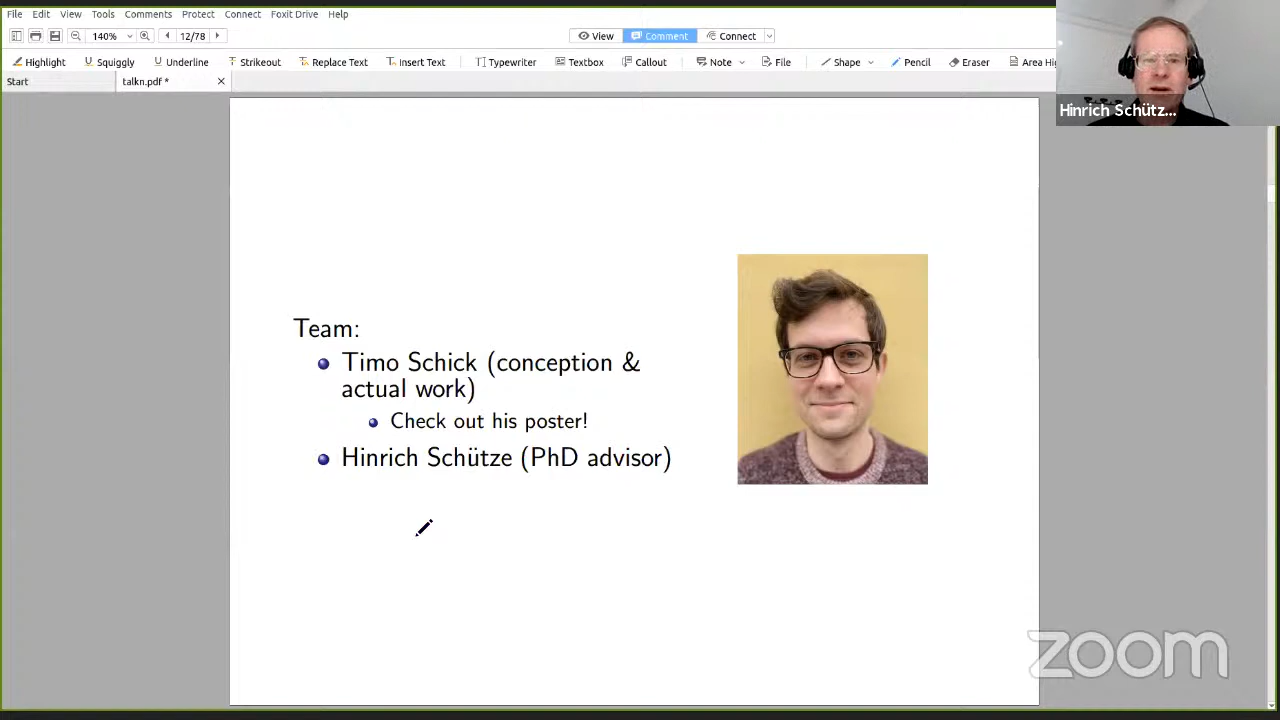 File Edit View Tools Comments Protect Connect Foxit Drive Help
140% 12/78 View Comment Connect
Highlight Squiggly Underline Strikeout Replace Text Insert Text Typewriter Textbox Callout Note File Shape Pencil Eraser Area Hig
Start talkn.pdf *
Hinrich Schütz...
Team:
Timo Schick (conception &
actual work)
Check out his poster!
Hinrich Schütze (PhD advisor)
zoom